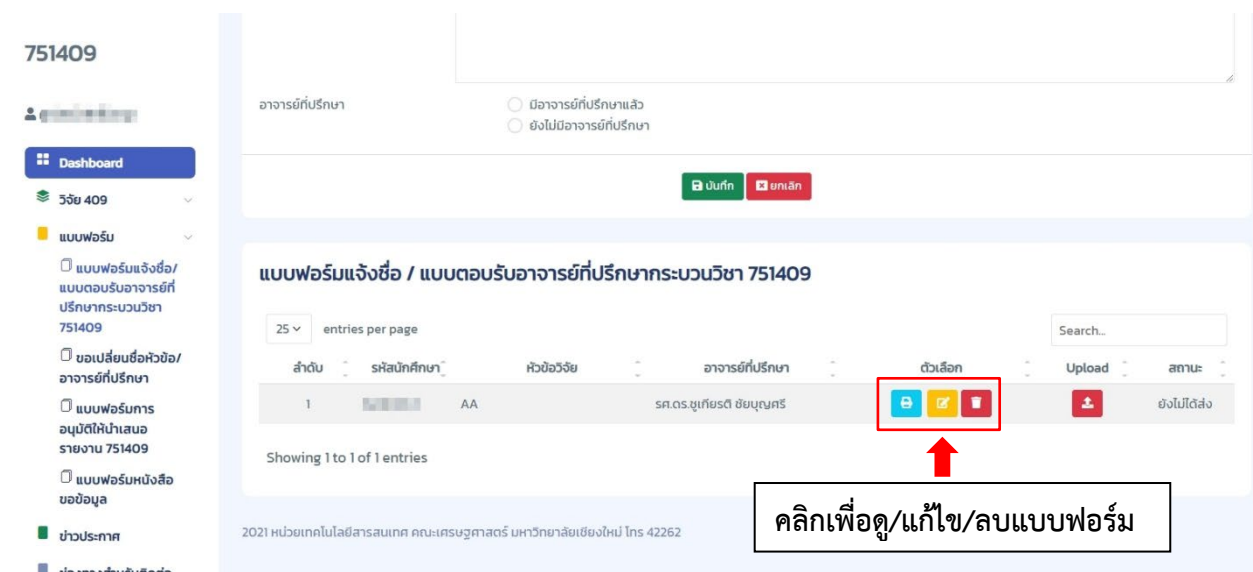 751409
Dashboard
วิจัย 409
แบบฟอร์ม
แบบฟอร์มแจ้งชื่อ/
แบบตอบรับอาจารย์ที่
ปรึกษากระบวนวิชา
751409
ขอเปลี่ยนชื่อหัวข้อ/
อาจารย์ที่ปรึกษา
แบบฟอร์มการ
อนุมัติให้นำเสนอ
รายงาน 751409
แบบฟอร์มหนังสือ
ขอข้อมูล
ข่าวประกาศ
อาจารย์ที่ปรึกษา
มีอาจารย์ที่ปรึกษาแล้ว
ยังไม่มีอาจารย์ที่ปรึกษา
บันทึก ยกเลิก
แบบฟอร์มแจ้งชื่อ / แบบตอบรับอาจารย์ที่ปรึกษากระบวนวิชา 751409
25 entries per page Search...
ลำดับ รหัสนักศึกษา หัวข้อวิจัย อาจารย์ที่ปรึกษา ตัวเลือก Upload สถานะ
1 AA รศ.ดร.ชูเกียรติ ชัยบุญศรี ยังไม่ได้ส่ง
Showing 1 to 1 of 1 entries
คลิกเพื่อดู/แก้ไข/ลบแบบฟอร์ม
2021 หน่วยเทคโนโลยีสารสนเทศ คณะเศรษฐศาสตร์ มหาวิทยาลัยเชียงใหม่ โทร 42262